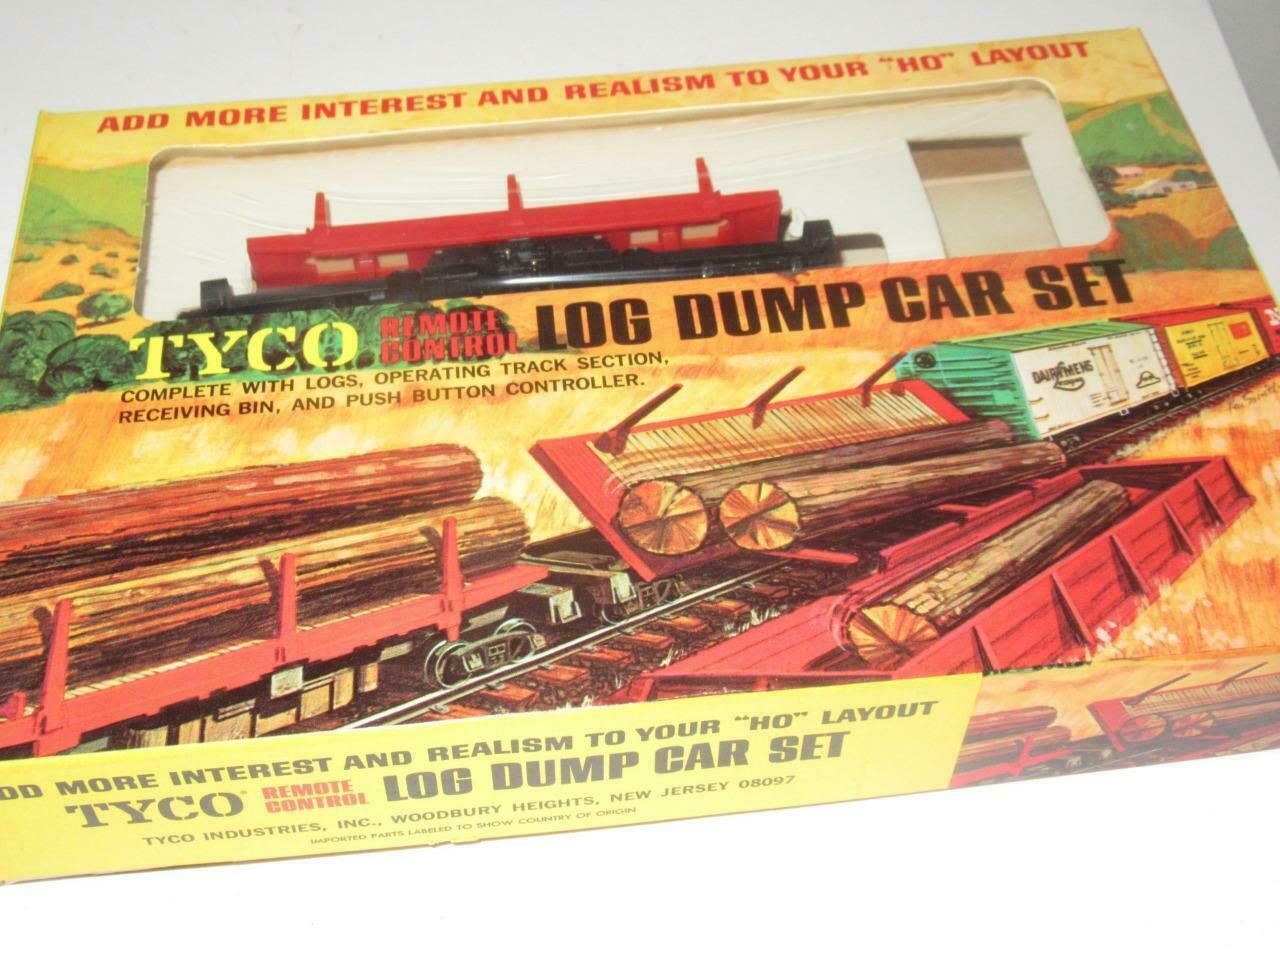 ADD MORE INTEREST AND REALISM TO YOUR "HO" LAYOUT
TYCO REMOTE CONTROL LOG DUMP CAR SET
COMPLETE WITH LOGS, OPERATING TRACK SECTION,
RECEIVING BIN, AND PUSH BUTTON CONTROLLER.
DAIRYMENS
DD MORE INTEREST AND REALISM TO YOUR "HO" LAYOUT
TYCO® REMOTE CONTROL LOG DUMP CAR SET
TYCO INDUSTRIES, INC., WOODBURY HEIGHTS, NEW JERSEY 08097
IMPORTED PARTS LABELED TO SHOW COUNTRY OF ORIGIN